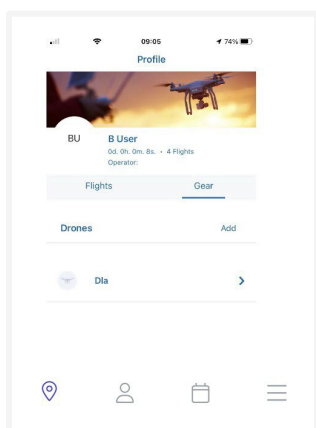 09:05
74%
Profile
BU
B User
0d. 0h. 0m. 8s. • 4 Flights
Operator:
Flights
Gear
Drones
Add
Dla